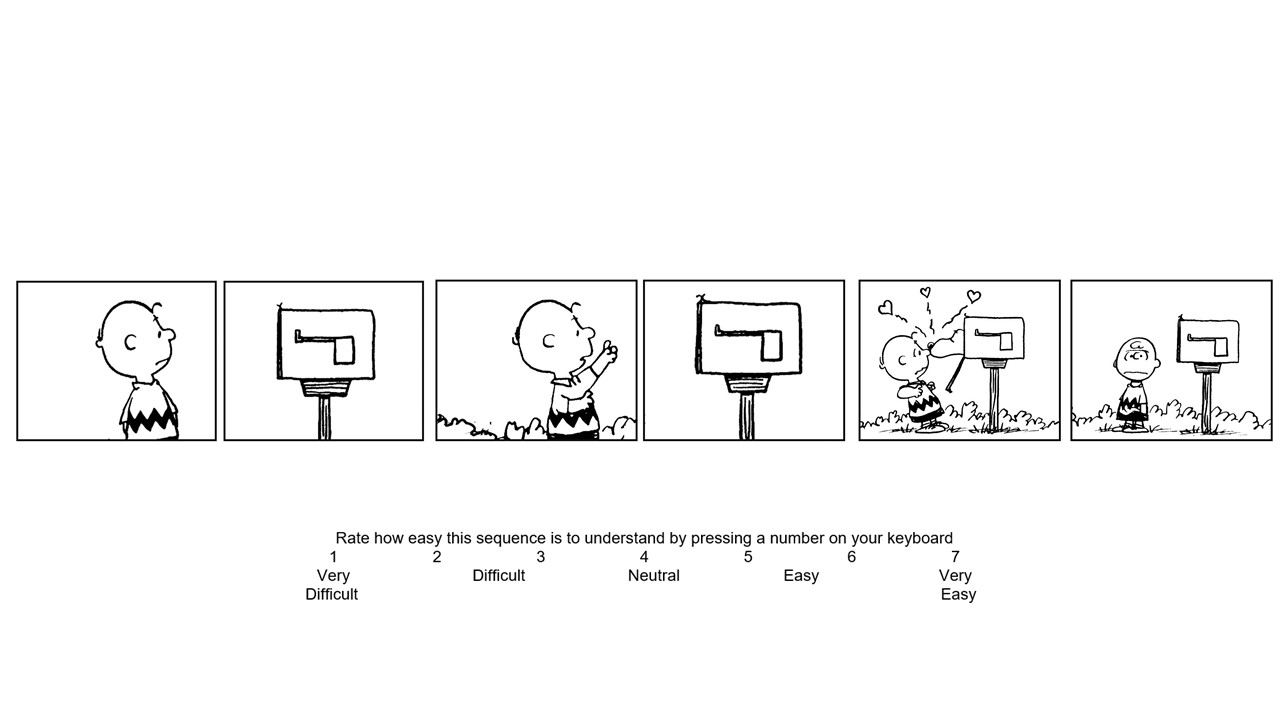 Rate how easy this sequence is to understand by pressing a number on your keyboard
1 2 3 4 5 6 7
Very Difficult Neutral Easy Very
Difficult Easy